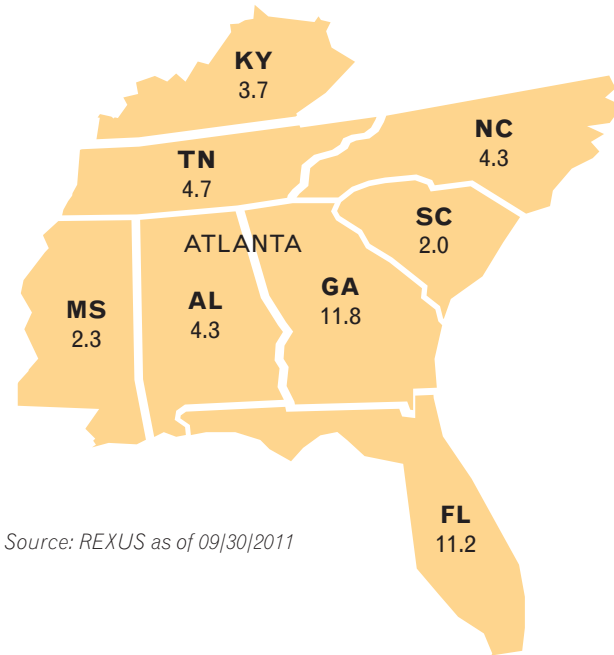 KY
3.7
NC
4.3
TN
4.7
SC
2.0
ATLANTA
GA
11.8
AL
4.3
MS
2.3
FL
11.2
Source: REXUS as of 09|30|2011